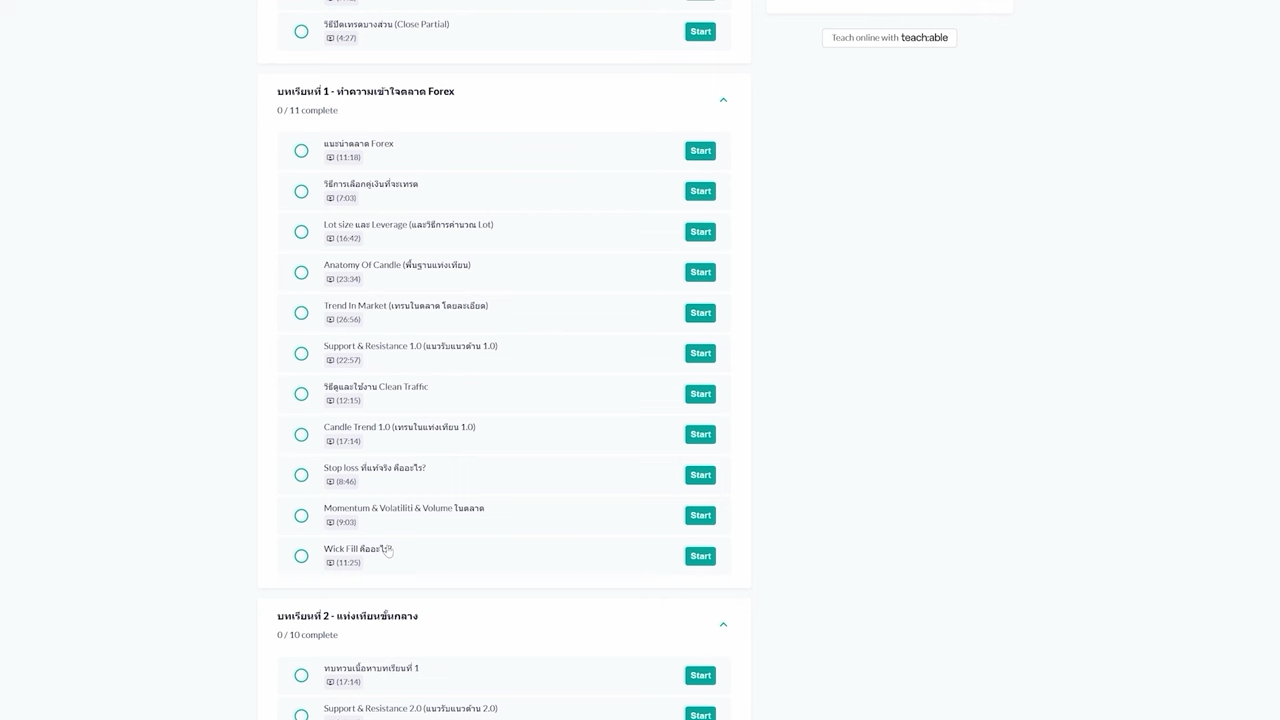 วิธีปิดเทรดบางส่วน (Close Partial)
(4:27)
Start
Teach online with teachable
บทเรียนที่ 1 - ทำความเข้าใจตลาด Forex
0 / 11 complete
แนะนำตลาด Forex
(11:18)
Start
วิธีการเลือกคู่เงินที่จะเทรด
(7:03)
Start
Lot size และ Leverage (และวิธีการคำนวณ Lot)
(16:42)
Start
Anatomy Of Candle (พื้นฐานแท่งเทียน)
(23:34)
Start
Trend In Market (เทรนในตลาด โดยละเอียด)
(26:56)
Start
Support & Resistance 1.0 (แนวรับแนวต้าน 1.0)
(22:57)
Start
วิธีดูและใช้งาน Clean Traffic
(12:15)
Start
Candle Trend 1.0 (เทรนในแท่งเทียน 1.0)
(17:14)
Start
Stop loss ที่แท้จริง คืออะไร?
(8:46)
Start
Momentum & Volatiliti & Volume ในตลาด
(9:03)
Start
Wick Fill คืออะไร?
(11:25)
Start
บทเรียนที่ 2 - แท่งเทียนขั้นกลาง
0 / 10 complete
ทบทวนเนื้อหาบทเรียนที่ 1
(17:14)
Start
Support & Resistance 2.0 (แนวรับแนวต้าน 2.0)
Start